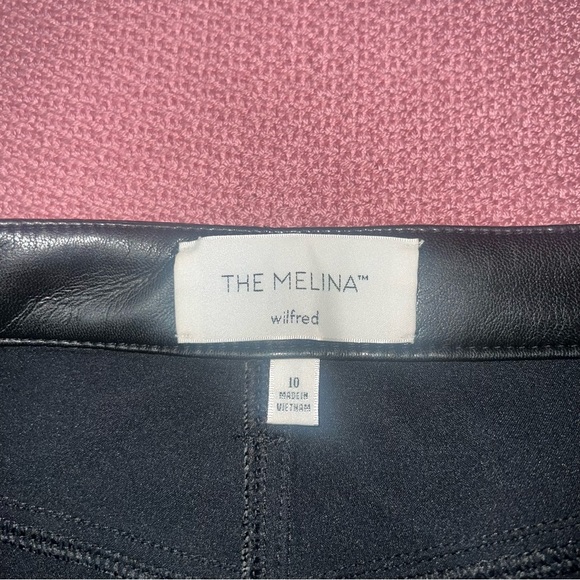 THE MELINA™
wilfred
10
MADE IN
VIETNAM